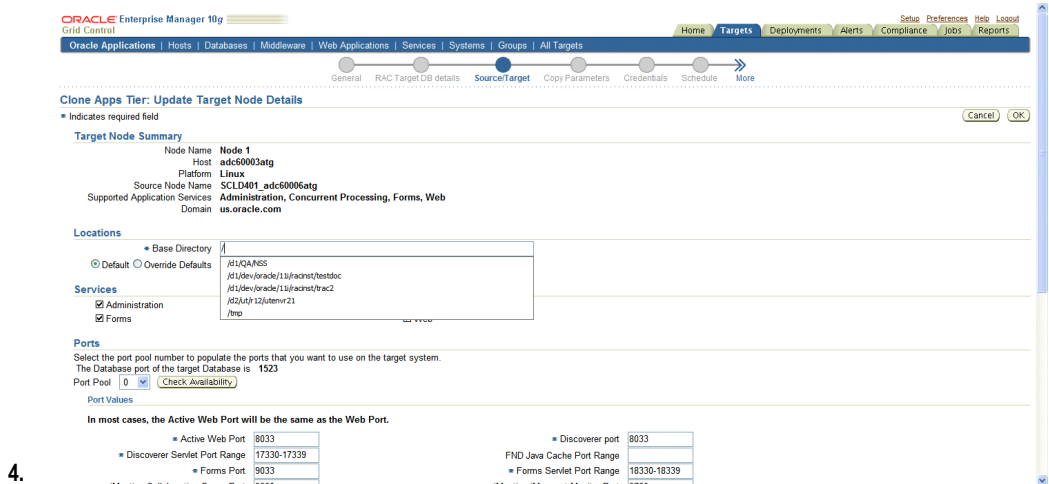 ORACLE Enterprise Manager 10g
Grid Control
Setup Preferences Help Logout
Home Targets Deployments Alerts Compliance Jobs Reports
Oracle Applications | Hosts | Databases | Middleware | Web Applications | Services | Systems | Groups | All Targets
General RAC Target DB details Source/Target Copy Parameters Credentials Schedule More
Clone Apps Tier: Update Target Node Details
Indicates required field
Cancel OK
Target Node Summary
Node Name Node 1
Host adc60003atg
Platform Linux
Source Node Name SCLD401_adc60006atg
Supported Application Services Administration, Concurrent Processing, Forms, Web
Domain us.oracle.com
Locations
Base Directory /
Default Override Defaults
/d1/QA/NSS
/d1/dev/oracle/11i/racinst/testdoc
/d1/dev/oracle/11i/racinst/trac2
/d2/ut/r12/utenvr21
/tmp
Services
Administration
Forms
Web
Ports
Select the port pool number to populate the ports that you want to use on the target system.
The Database port of the target Database is 1523
Port Pool 0 Check Availability
Port Values
In most cases, the Active Web Port will be the same as the Web Port.
Active Web Port 8033 Discoverer port 8033
Discoverer Servlet Port Range 17330-17339 FND Java Cache Port Range
Forms Port 9033 Forms Servlet Port Range 18330-18339
4.